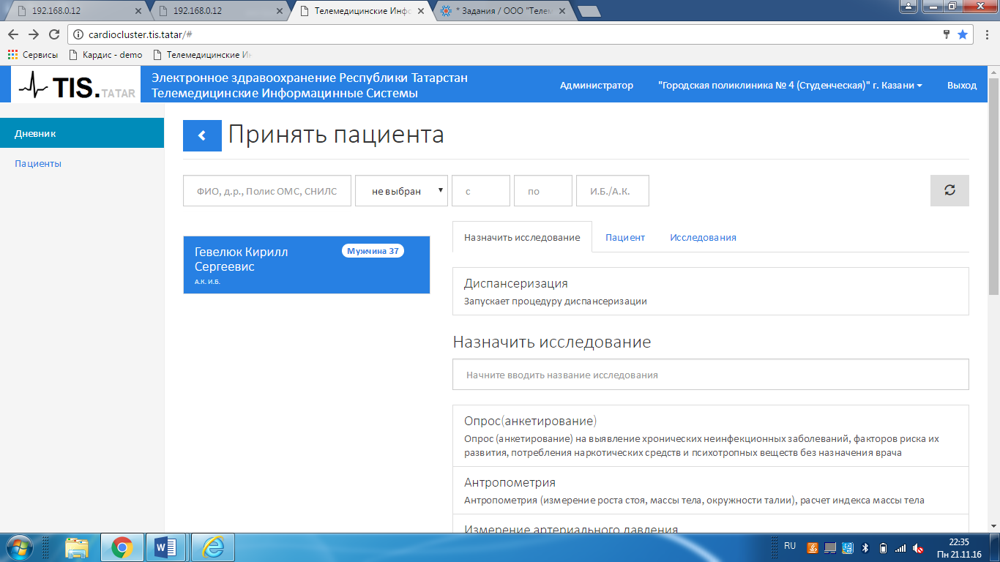 192.168.0.12
192.168.0.12
Телемедицинские Инфо
* Задания / ООО "Телем
cardiocluster.tis.tatar/#
Сервисы
Кардис - demo
Телемедицинские Ин
TIS.TATAR
Электронное здравоохранение Республики Татарстан
Телемедицинские Информацинные Системы
Администратор
"Городская поликлиника № 4 (Студенческая)" г. Казани
Выход
Дневник
Пациенты
Принять пациента
ФИО, д.р., Полис ОМС, СНИЛС
не выбран
с
по
И.Б./А.К.
Гевелюк Кирилл
Сергеевис
Мужчина 37
А.К. И.Б.
Назначить исследование
Пациент
Исследования
Диспансеризация
Запускает процедуру диспансеризации
Назначить исследование
Начните вводить название исследования
Опрос(анкетирование)
Опрос (анкетирование) на выявление хронических неинфекционных заболеваний, факторов риска их
развития, потребления наркотических средств и психотропных веществ без назначения врача
Антропометрия
Антропометрия (измерение роста стоя, массы тела, окружности талии), расчет индекса массы тела
Измерение артериального давления
RU
22:35
Пн 21.11.16